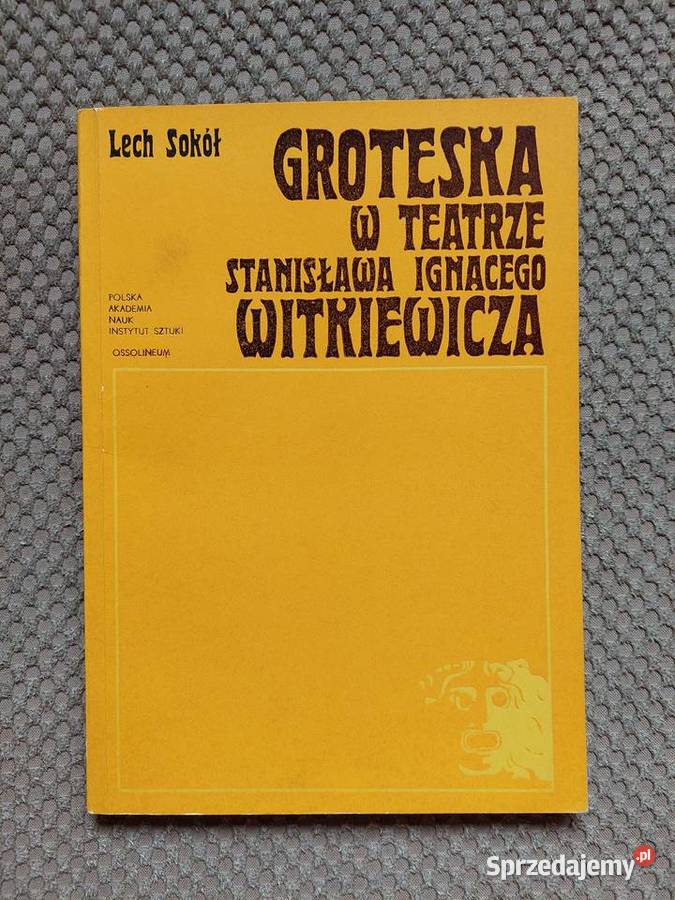 Lech Sokół
GROTESKA
W TEATRZE
STANISŁAWA IGNACEGO
WITKIEWICZA
POLSKA
AKADEMIA
NAUK
INSTYTUT SZTUKI
OSSOLINEUM
Sprzedajemy.pl